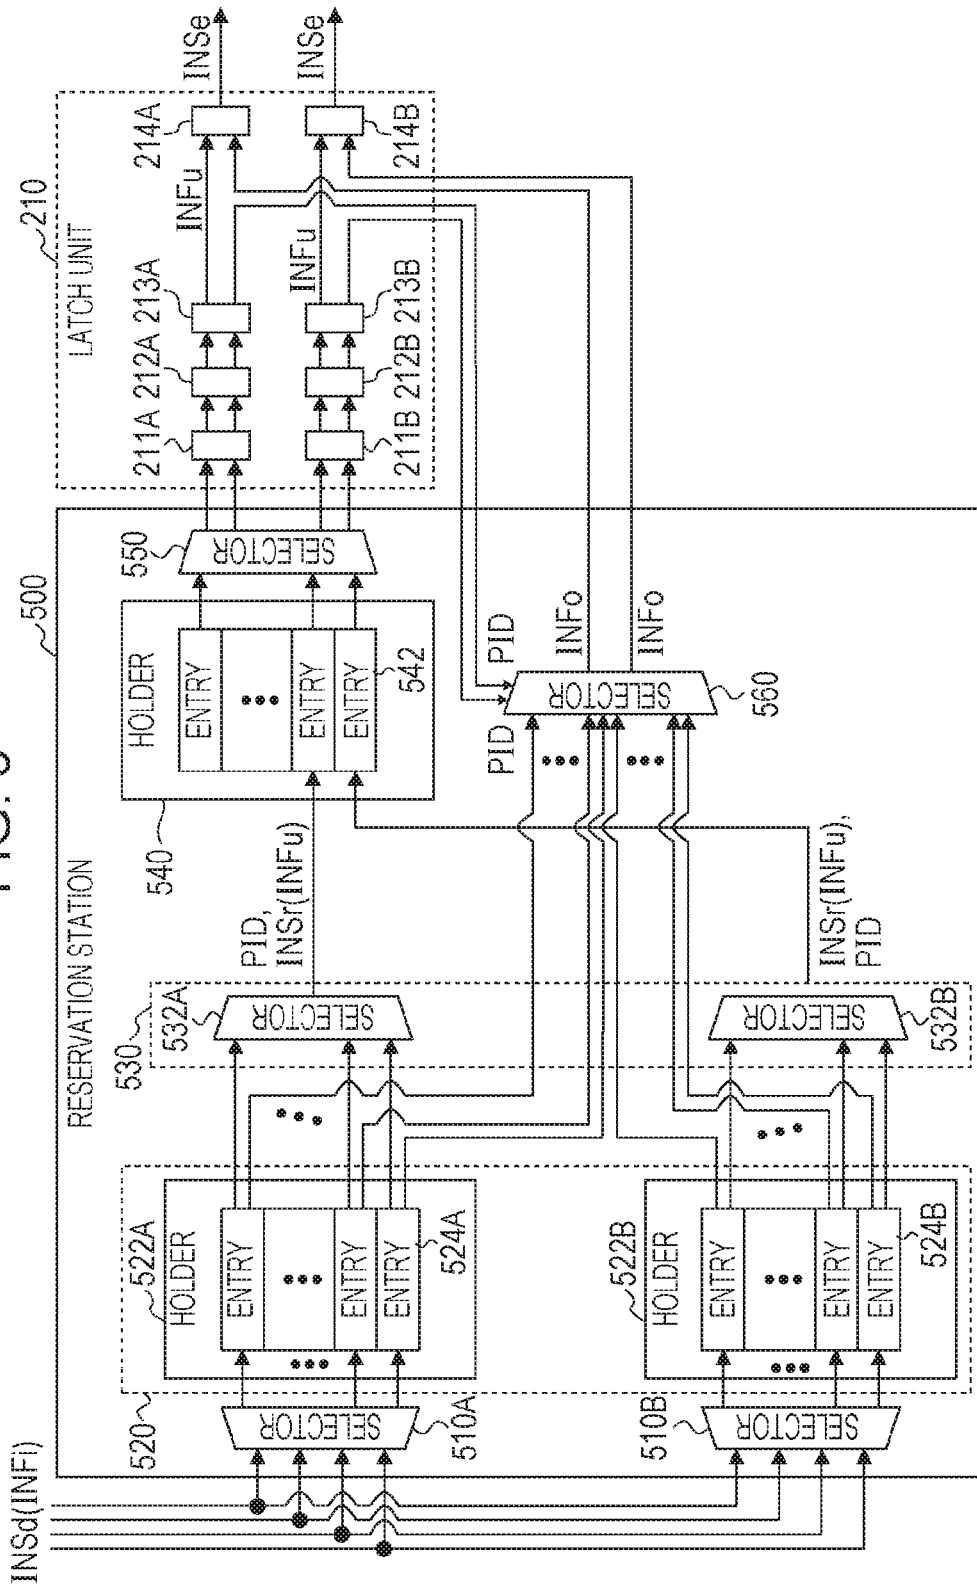 INSd(INFi)
500
RESERVATION STATION
520
510A
SELECTOR
522A
HOLDER
ENTRY
ENTRY
ENTRY
524A
530
532A
SELECTOR
PID,
INSr(INFu)
540
HOLDER
ENTRY
ENTRY
ENTRY
542
550
SELECTOR
210
LATCH UNIT
211A
212A
213A
INFu
214A
INSe
211B
212B
213B
INFu
214B
INSe
510B
SELECTOR
522B
HOLDER
ENTRY
ENTRY
ENTRY
524B
532B
SELECTOR
INSr(INFu),
PID
PID
PID
SELECTOR
560
INFo
INFo